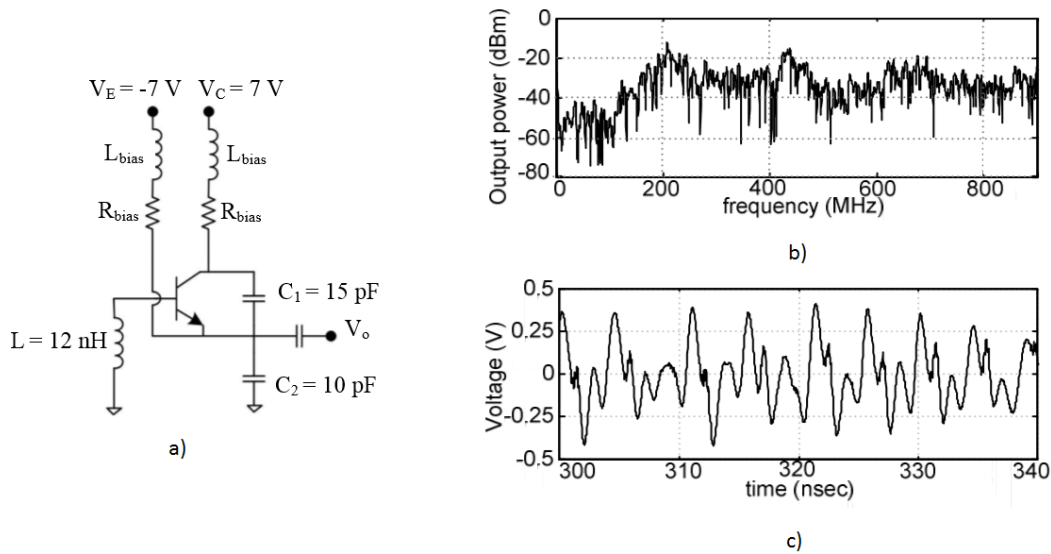 V_E = -7 V V_C = 7 V
L_bias L_bias
R_bias R_bias
C_1 = 15 pF
V_o
L = 12 nH
C_2 = 10 pF
a)
Output power (dBm)
0
-20
-40
-60
-80
0 200 400 600 800
frequency (MHz)
b)
Voltage (V)
0.5
0.25
0
-0.25
-0.5
300 310 320 330 340
time (nsec)
c)